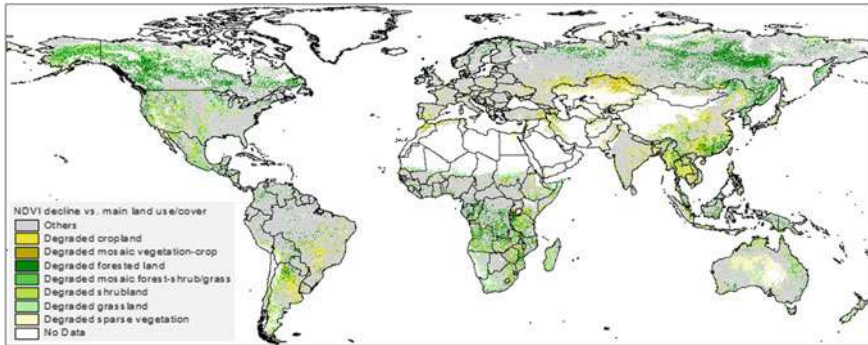 NDVI decline vs. main land use/cover
Others
Degraded cropland
Degraded mosaic vegetation-crop
Degraded forested land
Degraded mosaic forest-shrub/grass
Degraded shrubland
Degraded grassland
Degraded sparse vegetation
No Data